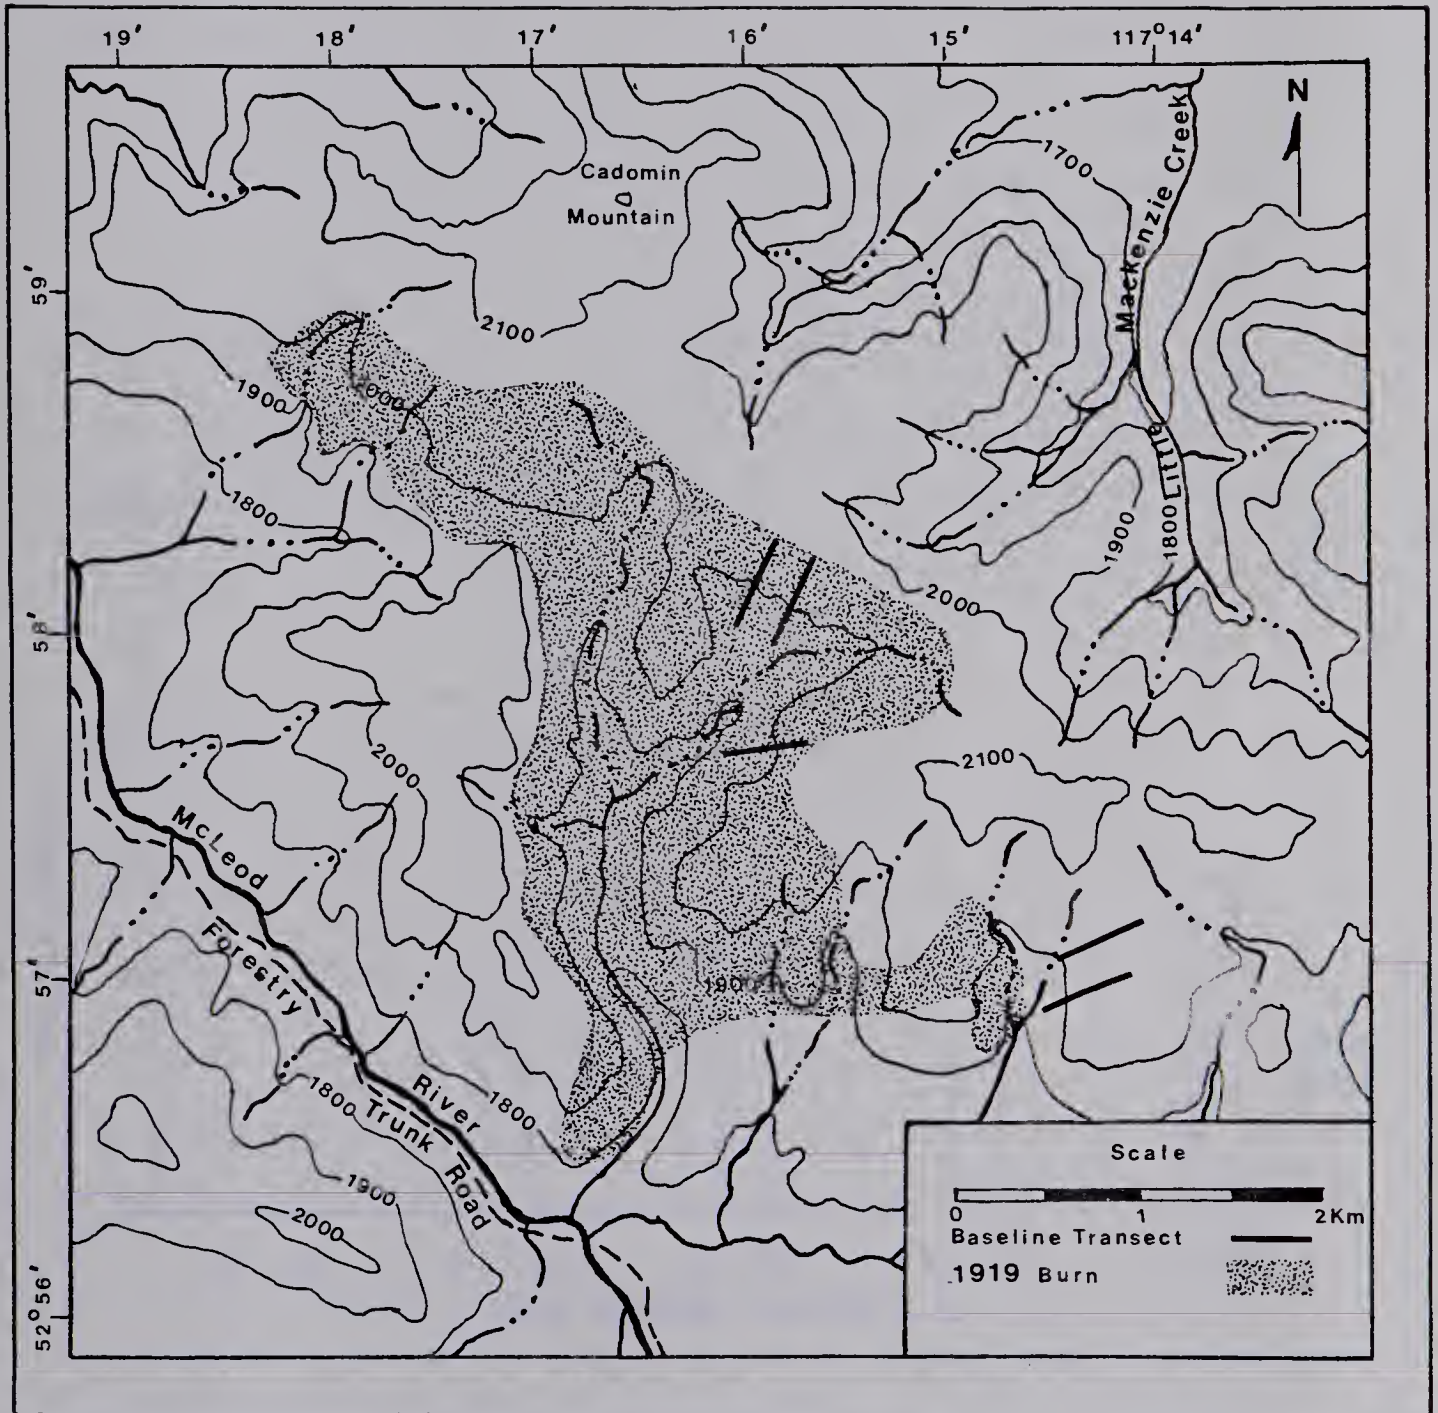 19' 18' 17' 16' 15' 117°14'
N
59'
58'
57'
52°56'
Cadomin
Mountain
1700
Little Mackenzie Creek
2100
1900
2000
1800
1900
1800
2000
2000
2100
McLeod River
Forestry Trunk Road
1900
1800
1800
1900
2000
Scale
0 1 2Km
Baseline Transect
1919 Burn